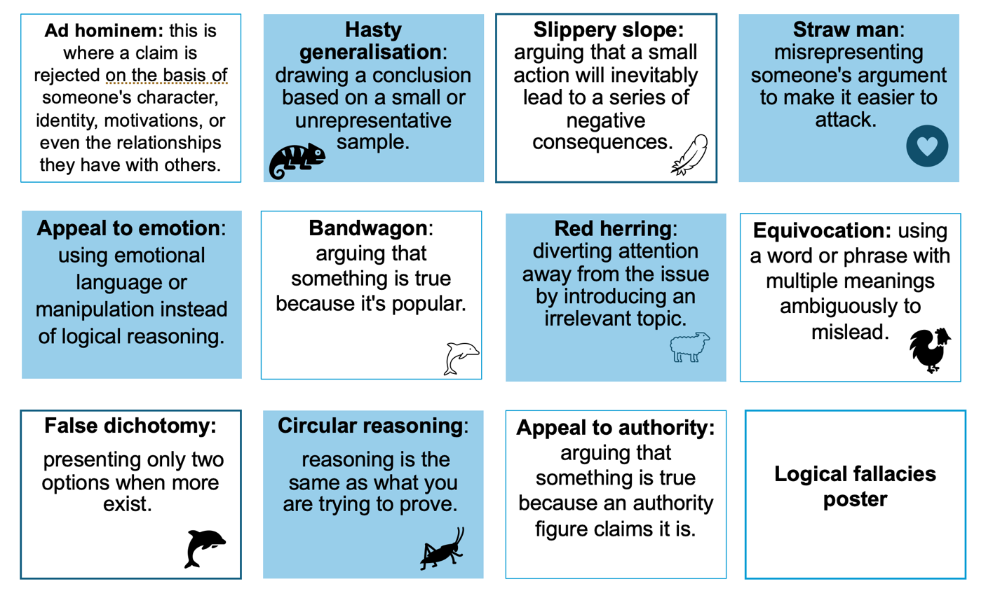 Ad hominem: this is
where a claim is
rejected on the basis of
someone's character,
identity, motivations, or
even the relationships
they have with others.
Hasty
generalisation:
drawing a conclusion
based on a small or
unrepresentative
sample.
Slippery slope:
arguing that a small
action will inevitably
lead to a series of
negative
consequences.
Straw man:
misrepresenting
someone's argument
to make it easier to
attack.
Appeal to emotion:
using emotional
language or
manipulation instead
of logical reasoning.
Bandwagon:
arguing that
something is true
because it's popular.
Red herring:
diverting attention
away from the issue
by introducing an
irrelevant topic.
Equivocation: using
a word or phrase with
multiple meanings
ambiguously to
mislead.
False dichotomy:
presenting only two
options when more
exist.
Circular reasoning:
reasoning is the
same as what you
are trying to prove.
Appeal to authority:
arguing that
something is true
because an authority
figure claims it is.
Logical fallacies
poster